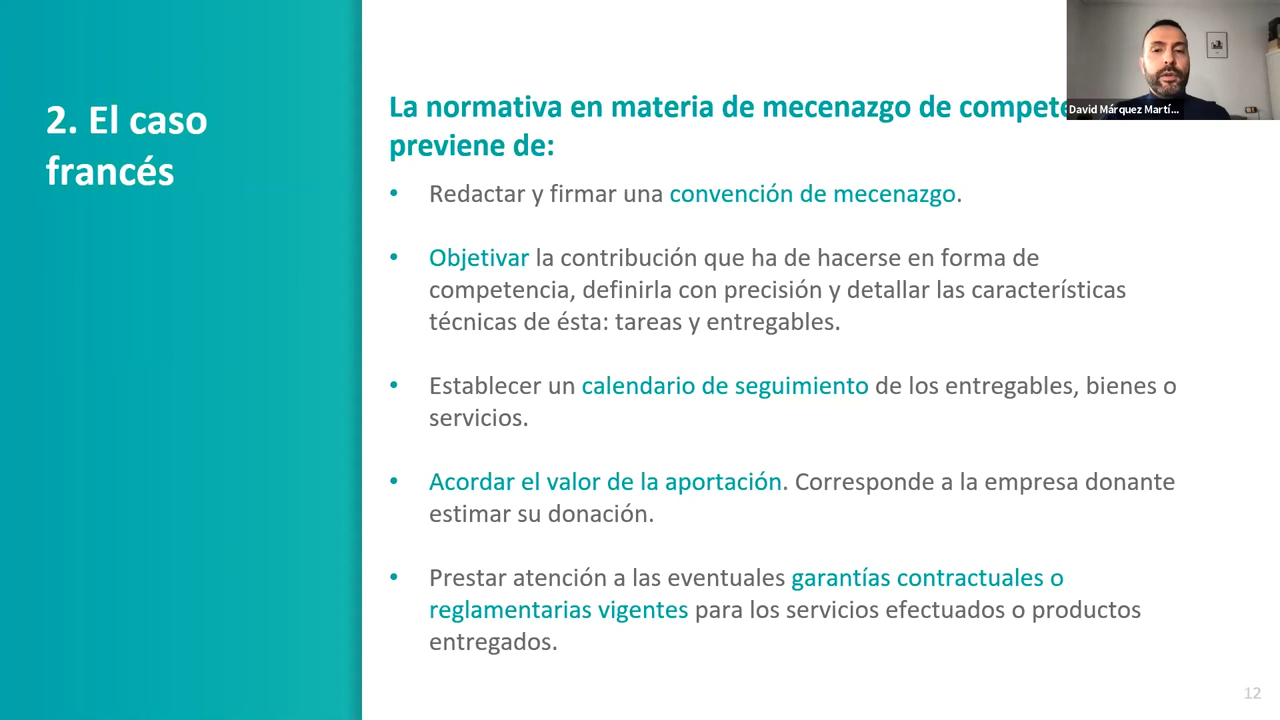 2. El caso
francés
La normativa en materia de mecenazgo de
previene de:
• Redactar y firmar una convención de mecenazgo.
• Objetivar la contribución que ha de hacerse en forma de
competencia, definirla con precisión y detallar las características
técnicas de ésta: tareas y entregables.
• Establecer un calendario de seguimiento de los entregables, bienes o
servicios.
• Acordar el valor de la aportación. Corresponde a la empresa donante
estimar su donación.
• Prestar atención a las eventuales garantías contractuales o
reglamentarias vigentes para los servicios efectuados o productos
entregados.
David Márquez Martí...
12